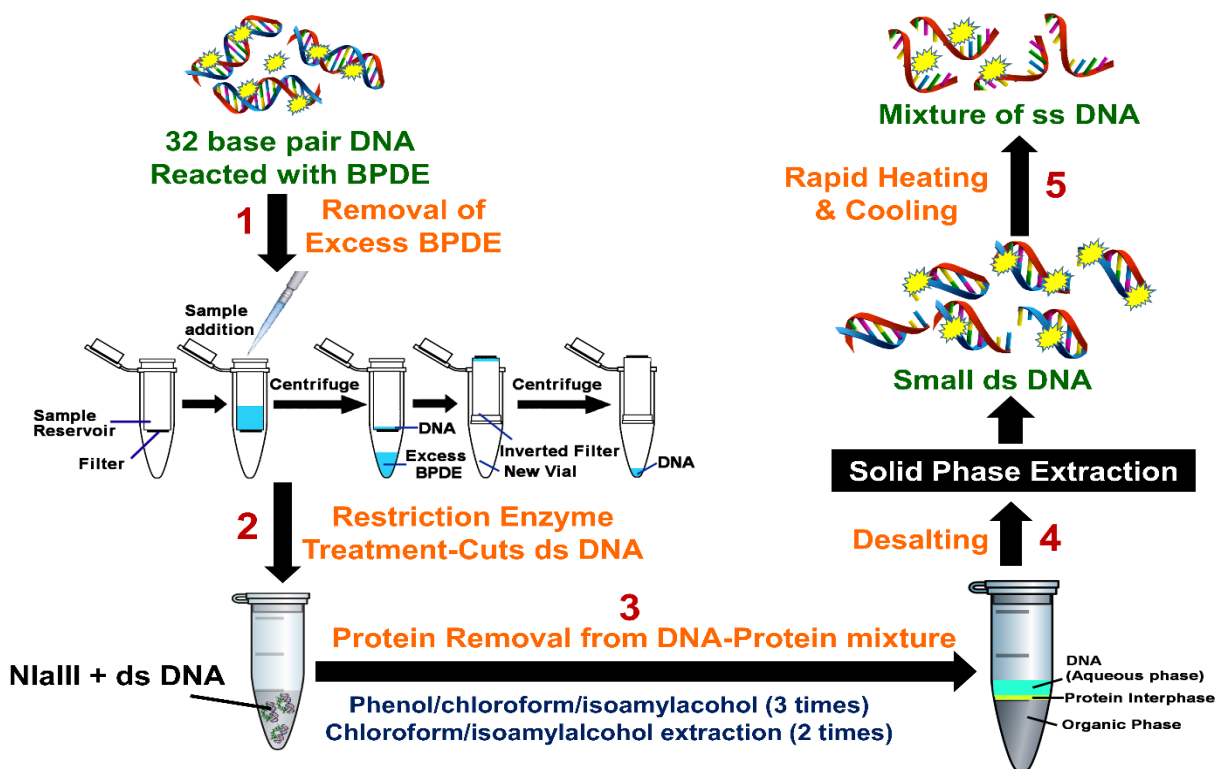 32 base pair DNA
Reacted with BPDE
1
Removal of
Excess BPDE
Sample
addition
Centrifuge
Centrifuge
Sample
Reservoir
Filter
DNA
Excess
BPDE
Inverted Filter
New Vial
DNA
2
Restriction Enzyme
Treatment-Cuts ds DNA
NlaIII + ds DNA
3
Protein Removal from DNA-Protein mixture
Phenol/chloroform/isoamylacohol (3 times)
Chloroform/isoamylalcohol extraction (2 times)
DNA
(Aqueous phase)
Protein Interphase
Organic Phase
Desalting
4
Solid Phase Extraction
Small ds DNA
Rapid Heating
& Cooling
5
Mixture of ss DNA